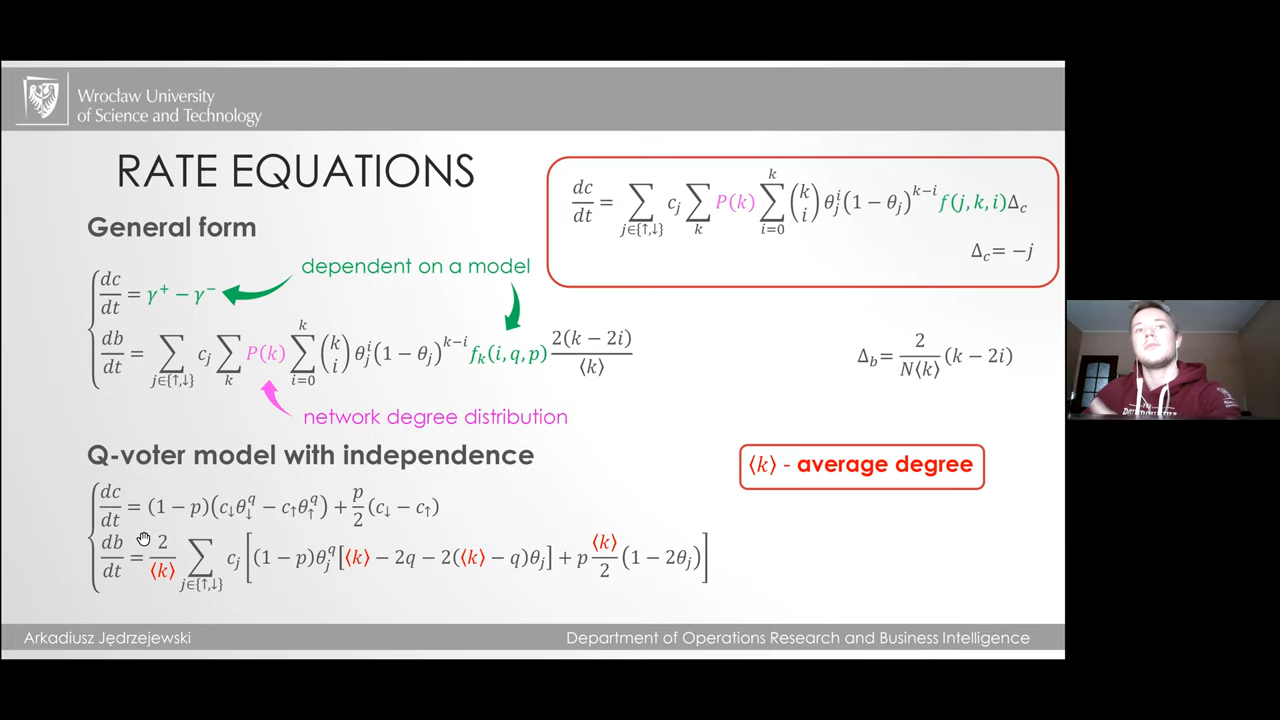 Wrocław University
of Science and Technology
RATE EQUATIONS
General form
dependent on a model
dc/dt = γ⁺ − γ⁻
db/dt = ∑_{j∈{↑,↓}} c_j ∑_k P(k) ∑_{i=0}^{k} (k i) θ_j^i (1 − θ_j)^{k−i} f_k(i, q, p) 2(k − 2i)/⟨k⟩
network degree distribution
dc/dt = ∑_{j∈{↑,↓}} c_j ∑_k P(k) ∑_{i=0}^{k} (k i) θ_j^i (1 − θ_j)^{k−i} f(j, k, i)Δ_c
Δ_c = −j
Δ_b = 2/(N⟨k⟩) (k − 2i)
Q-voter model with independence
dc/dt = (1 − p)(c_↓θ_↓^q − c_↑θ_↑^q) + p/2 (c_↓ − c_↑)
db/dt = 2/⟨k⟩ ∑_{j∈{↑,↓}} c_j [(1 − p)θ_j^q[⟨k⟩ − 2q − 2(⟨k⟩ − q)θ_j] + p ⟨k⟩/2 (1 − 2θ_j)]
⟨k⟩ - average degree
Arkadiusz Jędrzejewski
Department of Operations Research and Business Intelligence